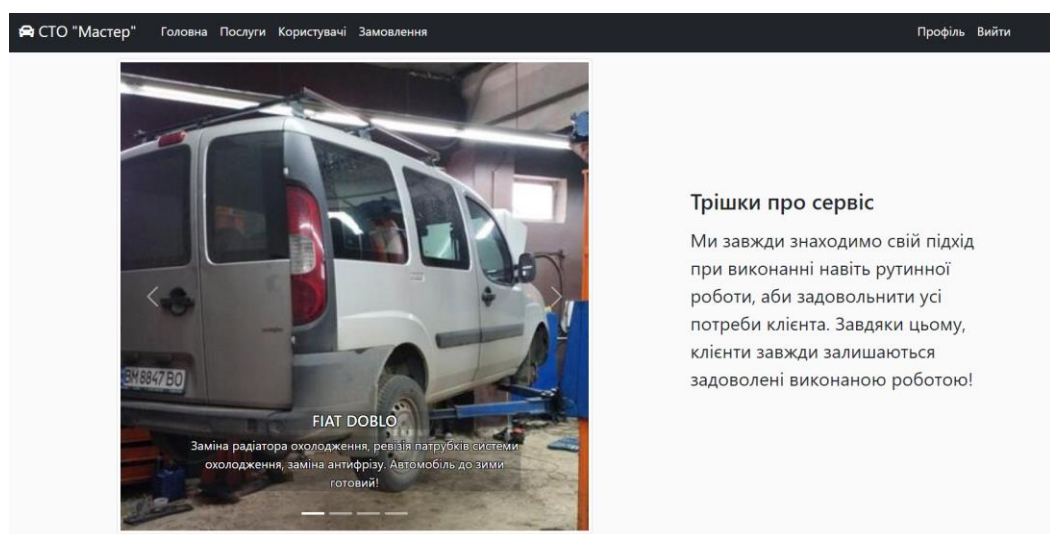 СТО "Мастер" Головна Послуги Користувачі Замовлення Профіль Вийти
BM8847BO
FIAT DOBLO
Заміна радіатора охолодження, ревізія патрубків системи
охолодження, заміна антифрізу. Автомобіль до зими
готовий!
Трішки про сервіс
Ми завжди знаходимо свій підхід
при виконанні навіть рутинної
роботи, аби задовольнити усі
потреби клієнта. Завдяки цьому,
клієнти завжди залишаються
задоволені виконаною роботою!